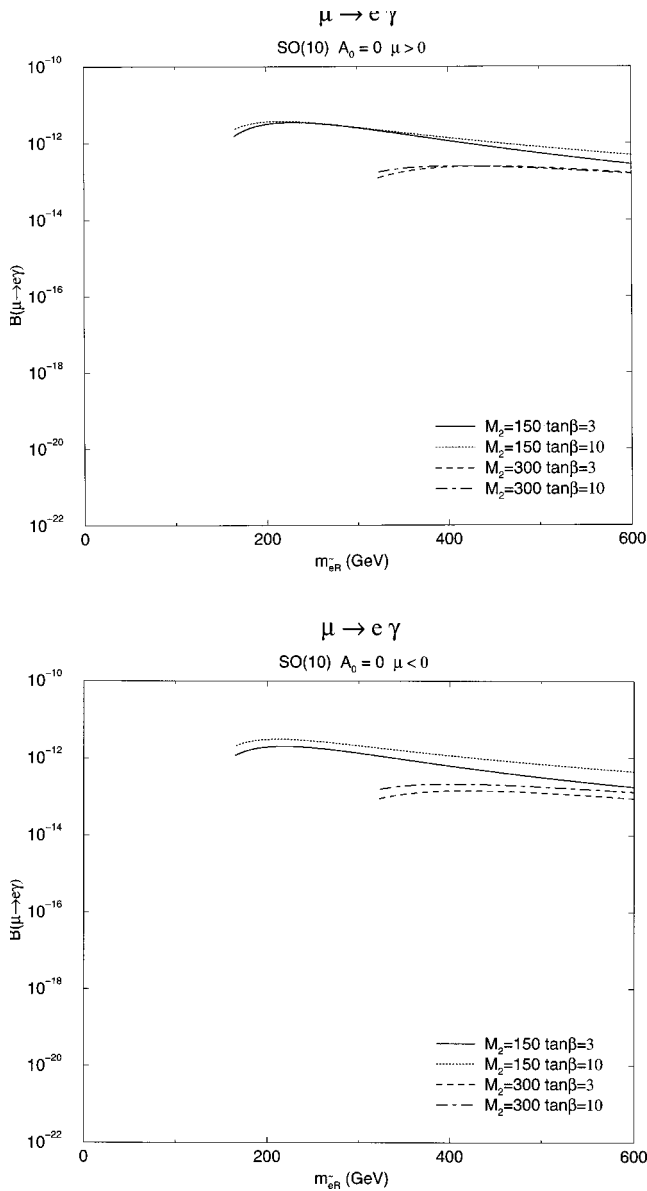 μ → e γ
SO(10) A₀ = 0 μ > 0
10⁻¹⁰
10⁻¹²
10⁻¹⁴
10⁻¹⁶
10⁻¹⁸
10⁻²⁰
10⁻²²
B(μ→eγ)
M₂=150 tanβ=3
M₂=150 tanβ=10
M₂=300 tanβ=3
M₂=300 tanβ=10
0 200 400 600
m_ẽR (GeV)
μ → e γ
SO(10) A₀ = 0 μ < 0
10⁻¹⁰
10⁻¹²
10⁻¹⁴
10⁻¹⁶
10⁻¹⁸
10⁻²⁰
10⁻²²
B(μ→eγ)
M₂=150 tanβ=3
M₂=150 tanβ=10
M₂=300 tanβ=3
M₂=300 tanβ=10
0 200 400 600
m_ẽR (GeV)